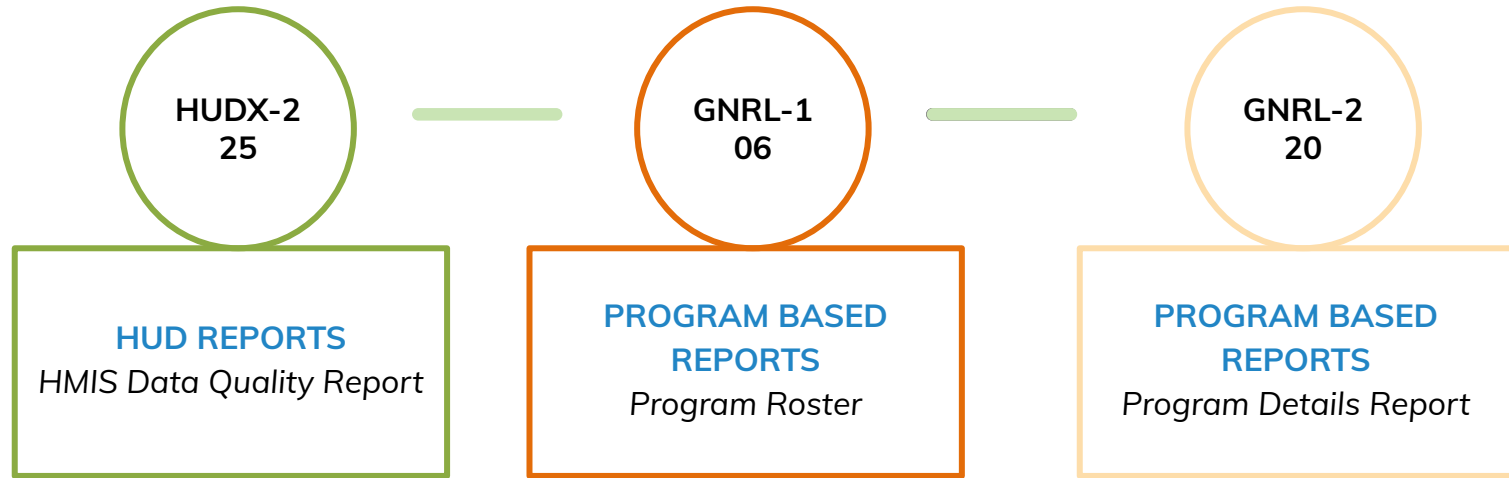 HUDX-2
25
HUD REPORTS
HMIS Data Quality Report
GNRL-1
06
PROGRAM BASED
REPORTS
Program Roster
GNRL-2
20
PROGRAM BASED
REPORTS
Program Details Report